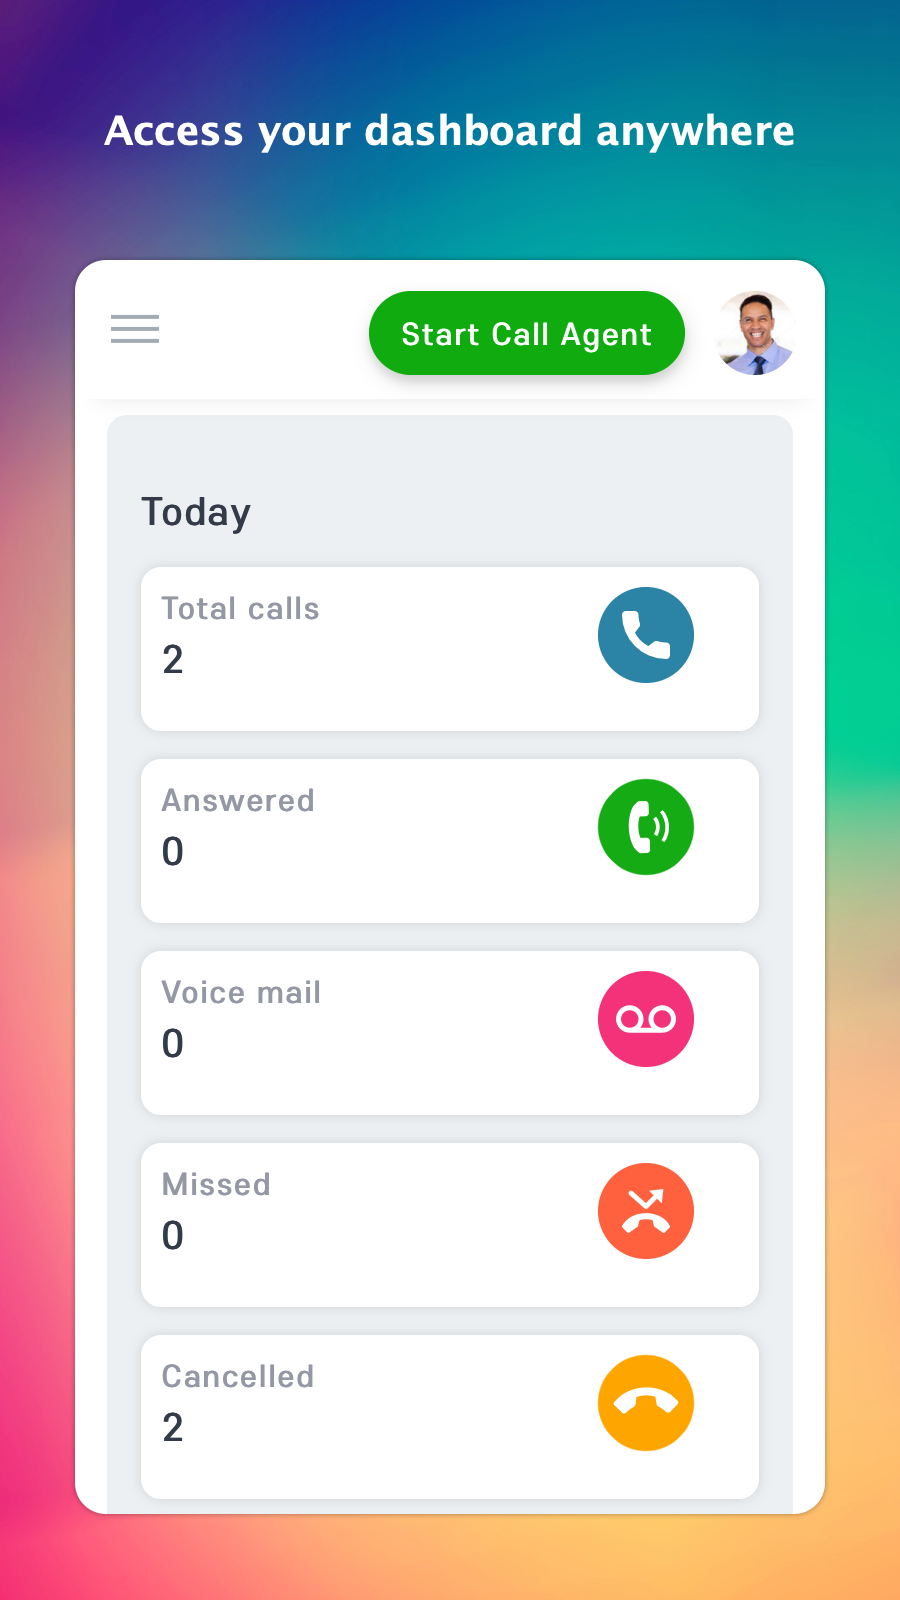 Access your dashboard anywhere
Start Call Agent
Today
Total calls
2
Answered
0
Voice mail
0
Missed
0
Cancelled
2